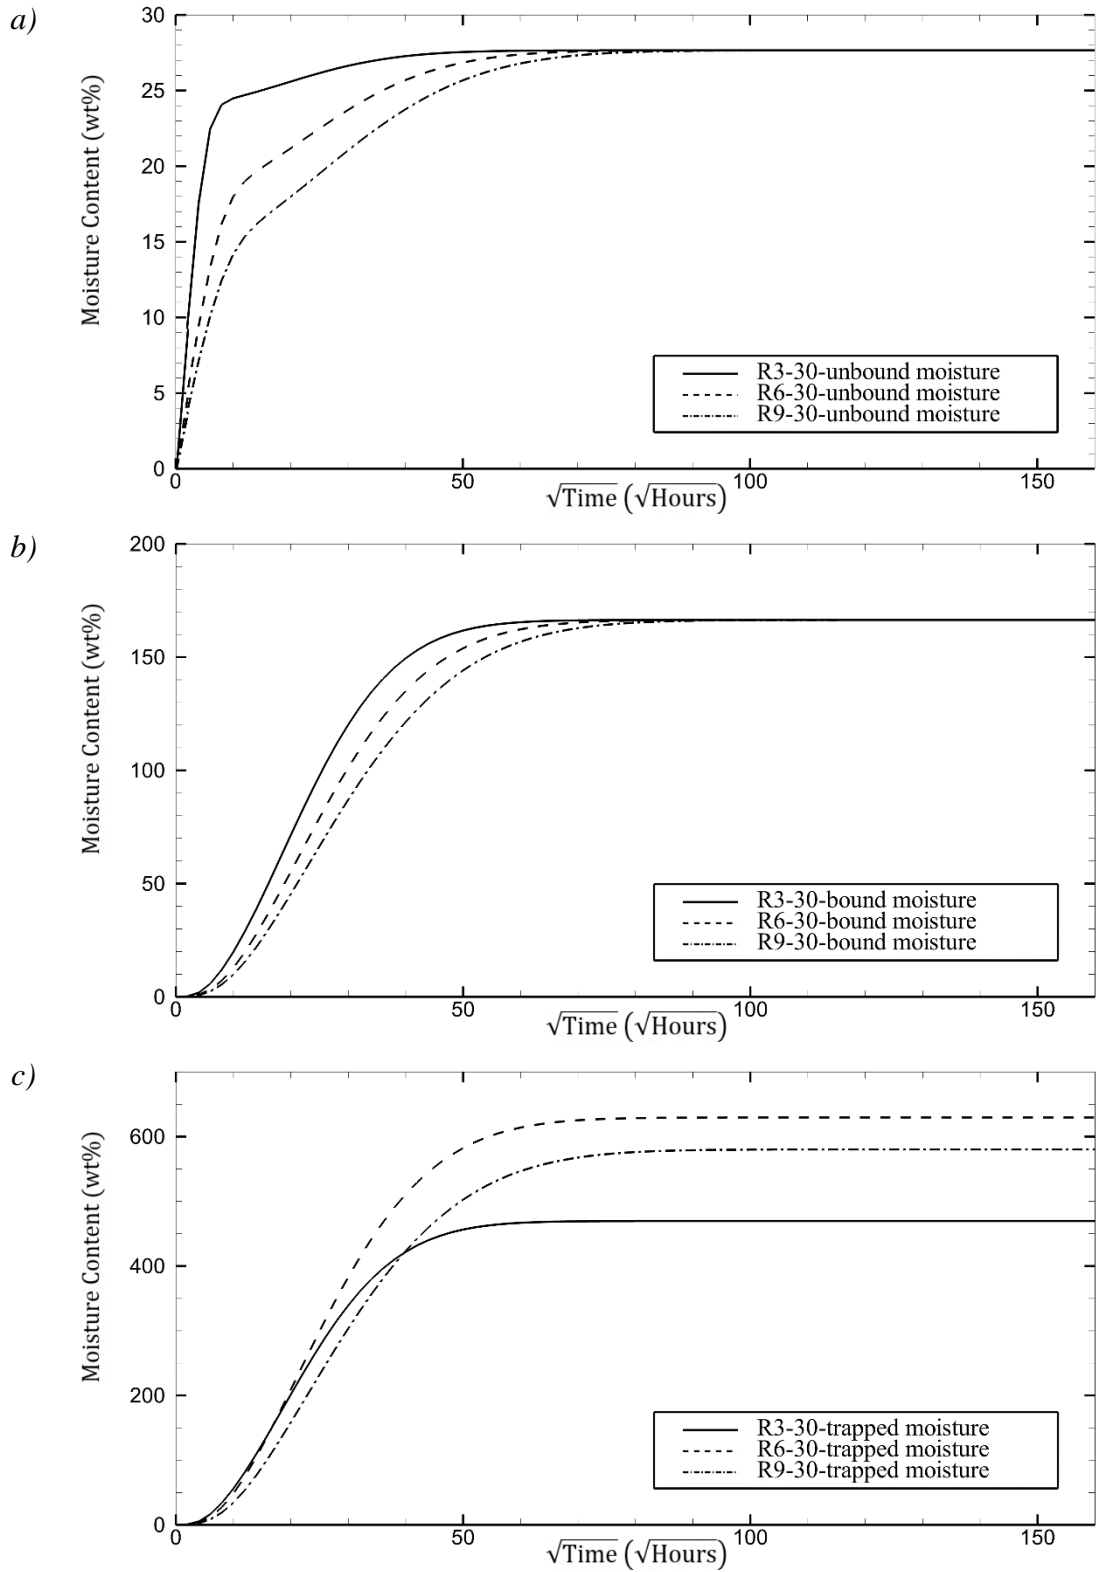 a)
30
25
20
15
10
5
0
Moisture Content (wt%)
R3-30-unbound moisture
R6-30-unbound moisture
R9-30-unbound moisture
0 50 100 150
√Time (√Hours)
b)
200
150
100
50
0
Moisture Content (wt%)
R3-30-bound moisture
R6-30-bound moisture
R9-30-bound moisture
0 50 100 150
√Time (√Hours)
c)
600
400
200
0
Moisture Content (wt%)
R3-30-trapped moisture
R6-30-trapped moisture
R9-30-trapped moisture
0 50 100 150
√Time (√Hours)